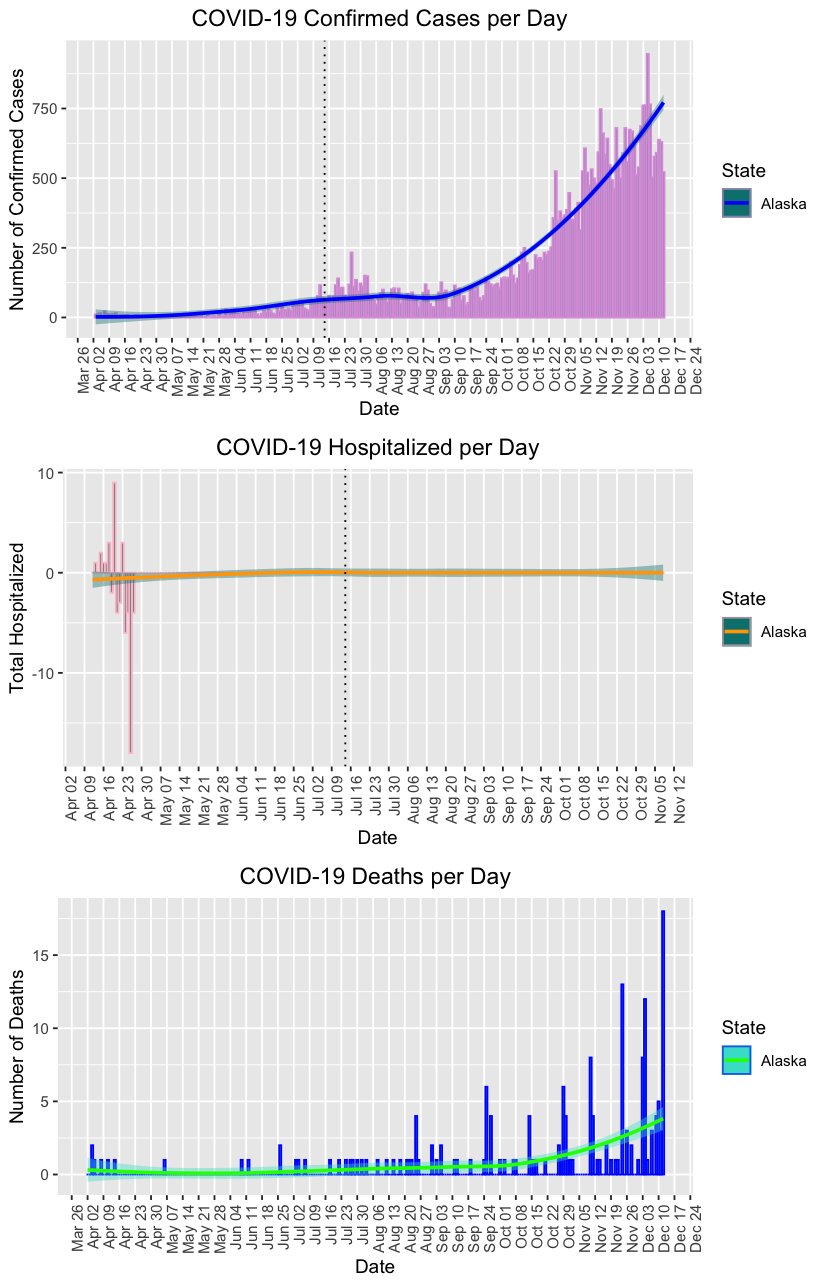 COVID-19 Confirmed Cases per Day
Number of Confirmed Cases
750
500
250
0
Mar 26
Apr 02
Apr 09
Apr 16
Apr 23
Apr 30
May 07
May 14
May 21
May 28
Jun 04
Jun 11
Jun 18
Jun 25
Jul 02
Jul 09
Jul 16
Jul 23
Jul 30
Aug 06
Aug 13
Aug 20
Aug 27
Sep 03
Sep 10
Sep 17
Sep 24
Oct 01
Oct 08
Oct 15
Oct 22
Oct 29
Nov 05
Nov 12
Nov 19
Nov 26
Dec 03
Dec 10
Dec 17
Dec 24
Date
State
Alaska
COVID-19 Hospitalized per Day
Total Hospitalized
10
0
-10
Apr 02
Apr 09
Apr 16
Apr 23
Apr 30
May 07
May 14
May 21
May 28
Jun 04
Jun 11
Jun 18
Jun 25
Jul 02
Jul 09
Jul 16
Jul 23
Jul 30
Aug 06
Aug 13
Aug 20
Aug 27
Sep 03
Sep 10
Sep 17
Sep 24
Oct 01
Oct 08
Oct 15
Oct 22
Oct 29
Nov 05
Nov 12
Date
State
Alaska
COVID-19 Deaths per Day
Number of Deaths
15
10
5
0
Mar 26
Apr 02
Apr 09
Apr 16
Apr 23
Apr 30
May 07
May 14
May 21
May 28
Jun 04
Jun 11
Jun 18
Jun 25
Jul 02
Jul 09
Jul 16
Jul 23
Jul 30
Aug 06
Aug 13
Aug 20
Aug 27
Sep 03
Sep 10
Sep 17
Sep 24
Oct 01
Oct 08
Oct 15
Oct 22
Oct 29
Nov 05
Nov 12
Nov 19
Nov 26
Dec 03
Dec 10
Dec 17
Dec 24
Date
State
Alaska